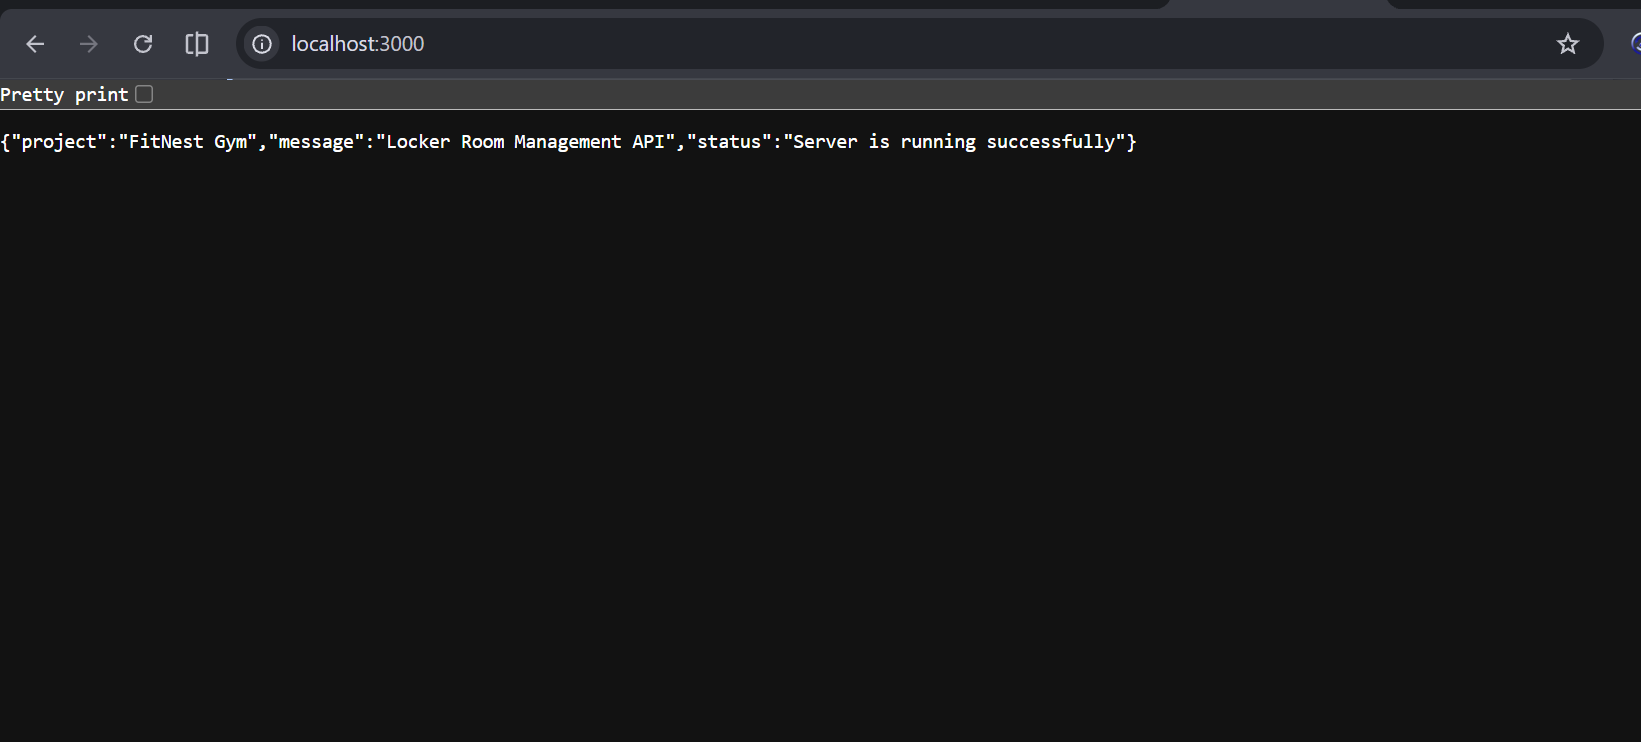 localhost:3000
Pretty print
{"project":"FitNest Gym","message":"Locker Room Management API","status":"Server is running successfully"}